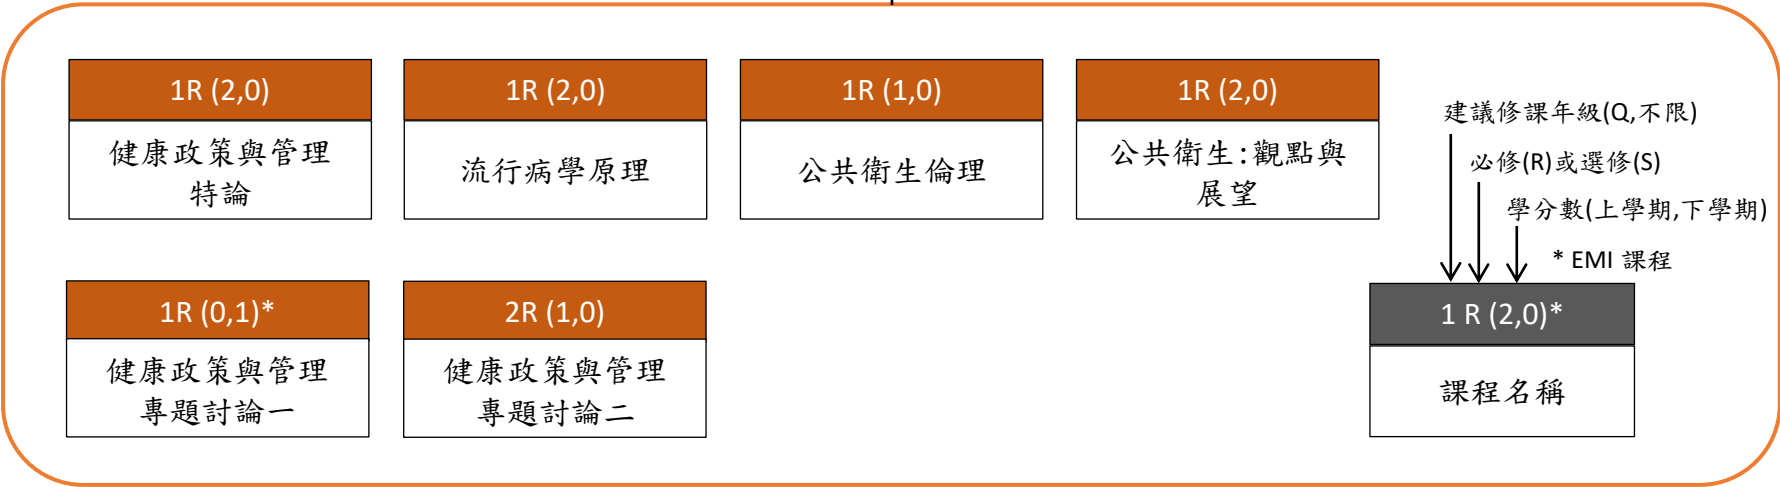 1R (2,0)
健康政策與管理
特論
1R (2,0)
流行病學原理
1R (1,0)
公共衛生倫理
1R (2,0)
公共衛生:觀點與
展望
建議修課年級(Q,不限)
必修(R)或選修(S)
學分數(上學期,下學期)
* EMI 課程
1R (0,1)*
健康政策與管理
專題討論一
2R (1,0)
健康政策與管理
專題討論二
1 R (2,0)*
課程名稱